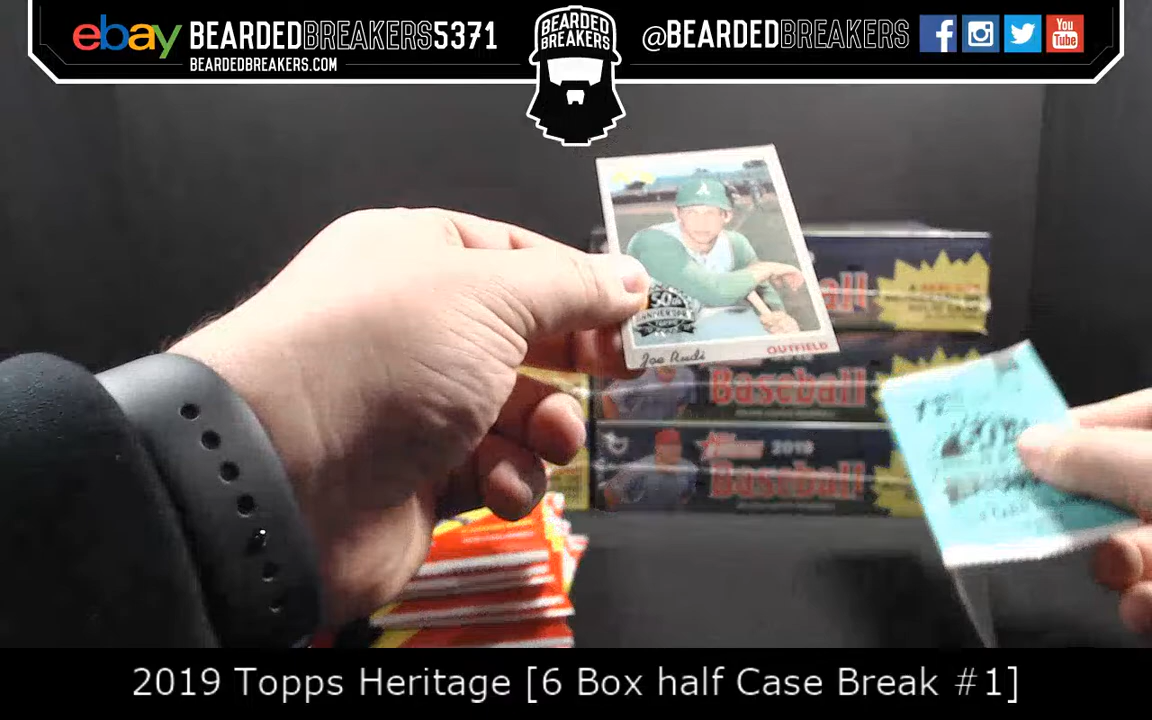 ebay BEARDEDBREAKERS5371
BEARDEDBREAKERS.COM
BEARDED
BREAKERS
@BEARDEDBREAKERS
You
Tube
50th
ANNIVERSARY
Joe Rudi
OUTFIELD
Baseball
Heritage 2019
Baseball
2019 Topps Heritage [6 Box half Case Break #1]